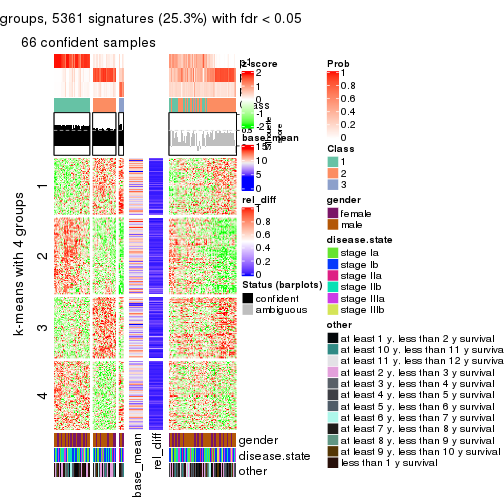 groups, 5361 signatures (25.3%) with fdr < 0.05
66 confident samples
k-means with 4 groups
1
2
3
4
base_mean
rel_diff
gender
disease.state
other
z-score
2
1
0
-1
-2
base_mean
15
10
5
0
rel_diff
1
0.8
0.6
0.4
0.2
0
Status (barplots)
confident
ambiguous
Prob
1
0.8
0.6
0.4
0.2
0
Class
1
2
3
gender
female
male
disease.state
stage Ia
stage Ib
stage IIa
stage IIb
stage IIIa
stage IIIb
other
at least 1 y. less than 2 y survival
at least 10 y. less than 11 y survival
at least 11 y. less than 12 y survival
at least 2 y. less than 3 y survival
at least 3 y. less than 4 y survival
at least 4 y. less than 5 y survival
at least 5 y. less than 6 y survival
at least 6 y. less than 7 y survival
at least 7 y. less than 8 y survival
at least 8 y. less than 9 y survival
at least 9 y. less than 10 y survival
less than 1 y survival